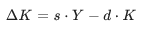 ΔK = s · Y − d · K